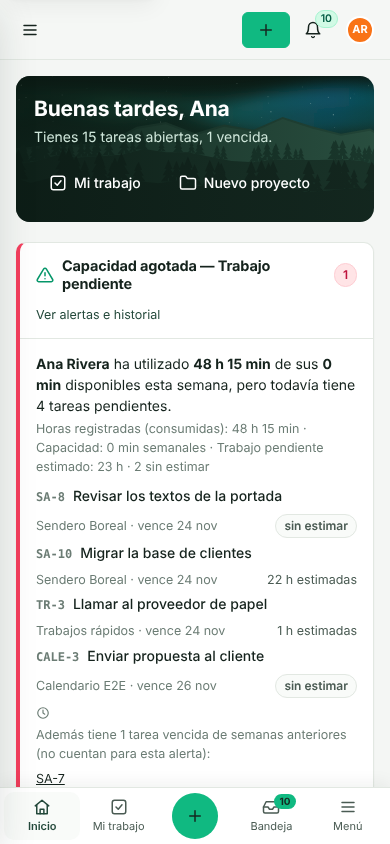 10
AR
Buenas tardes, Ana
Tienes 15 tareas abiertas, 1 vencida.
Mi trabajo
Nuevo proyecto
Capacidad agotada — Trabajo
pendiente
1
Ver alertas e historial
Ana Rivera ha utilizado 48 h 15 min de sus 0
min disponibles esta semana, pero todavía tiene
4 tareas pendientes.
Horas registradas (consumidas): 48 h 15 min ·
Capacidad: 0 min semanales · Trabajo pendiente
estimado: 23 h · 2 sin estimar
SA-8 Revisar los textos de la portada
Sendero Boreal · vence 24 nov sin estimar
SA-10 Migrar la base de clientes
Sendero Boreal · vence 24 nov 22 h estimadas
TR-3 Llamar al proveedor de papel
Trabajos rápidos · vence 24 nov 1 h estimadas
CALE-3 Enviar propuesta al cliente
Calendario E2E · vence 26 nov sin estimar
Además tiene 1 tarea vencida de semanas anteriores
(no cuentan para esta alerta):
SA-7
10
Inicio
Mi trabajo
Bandeja
Menú